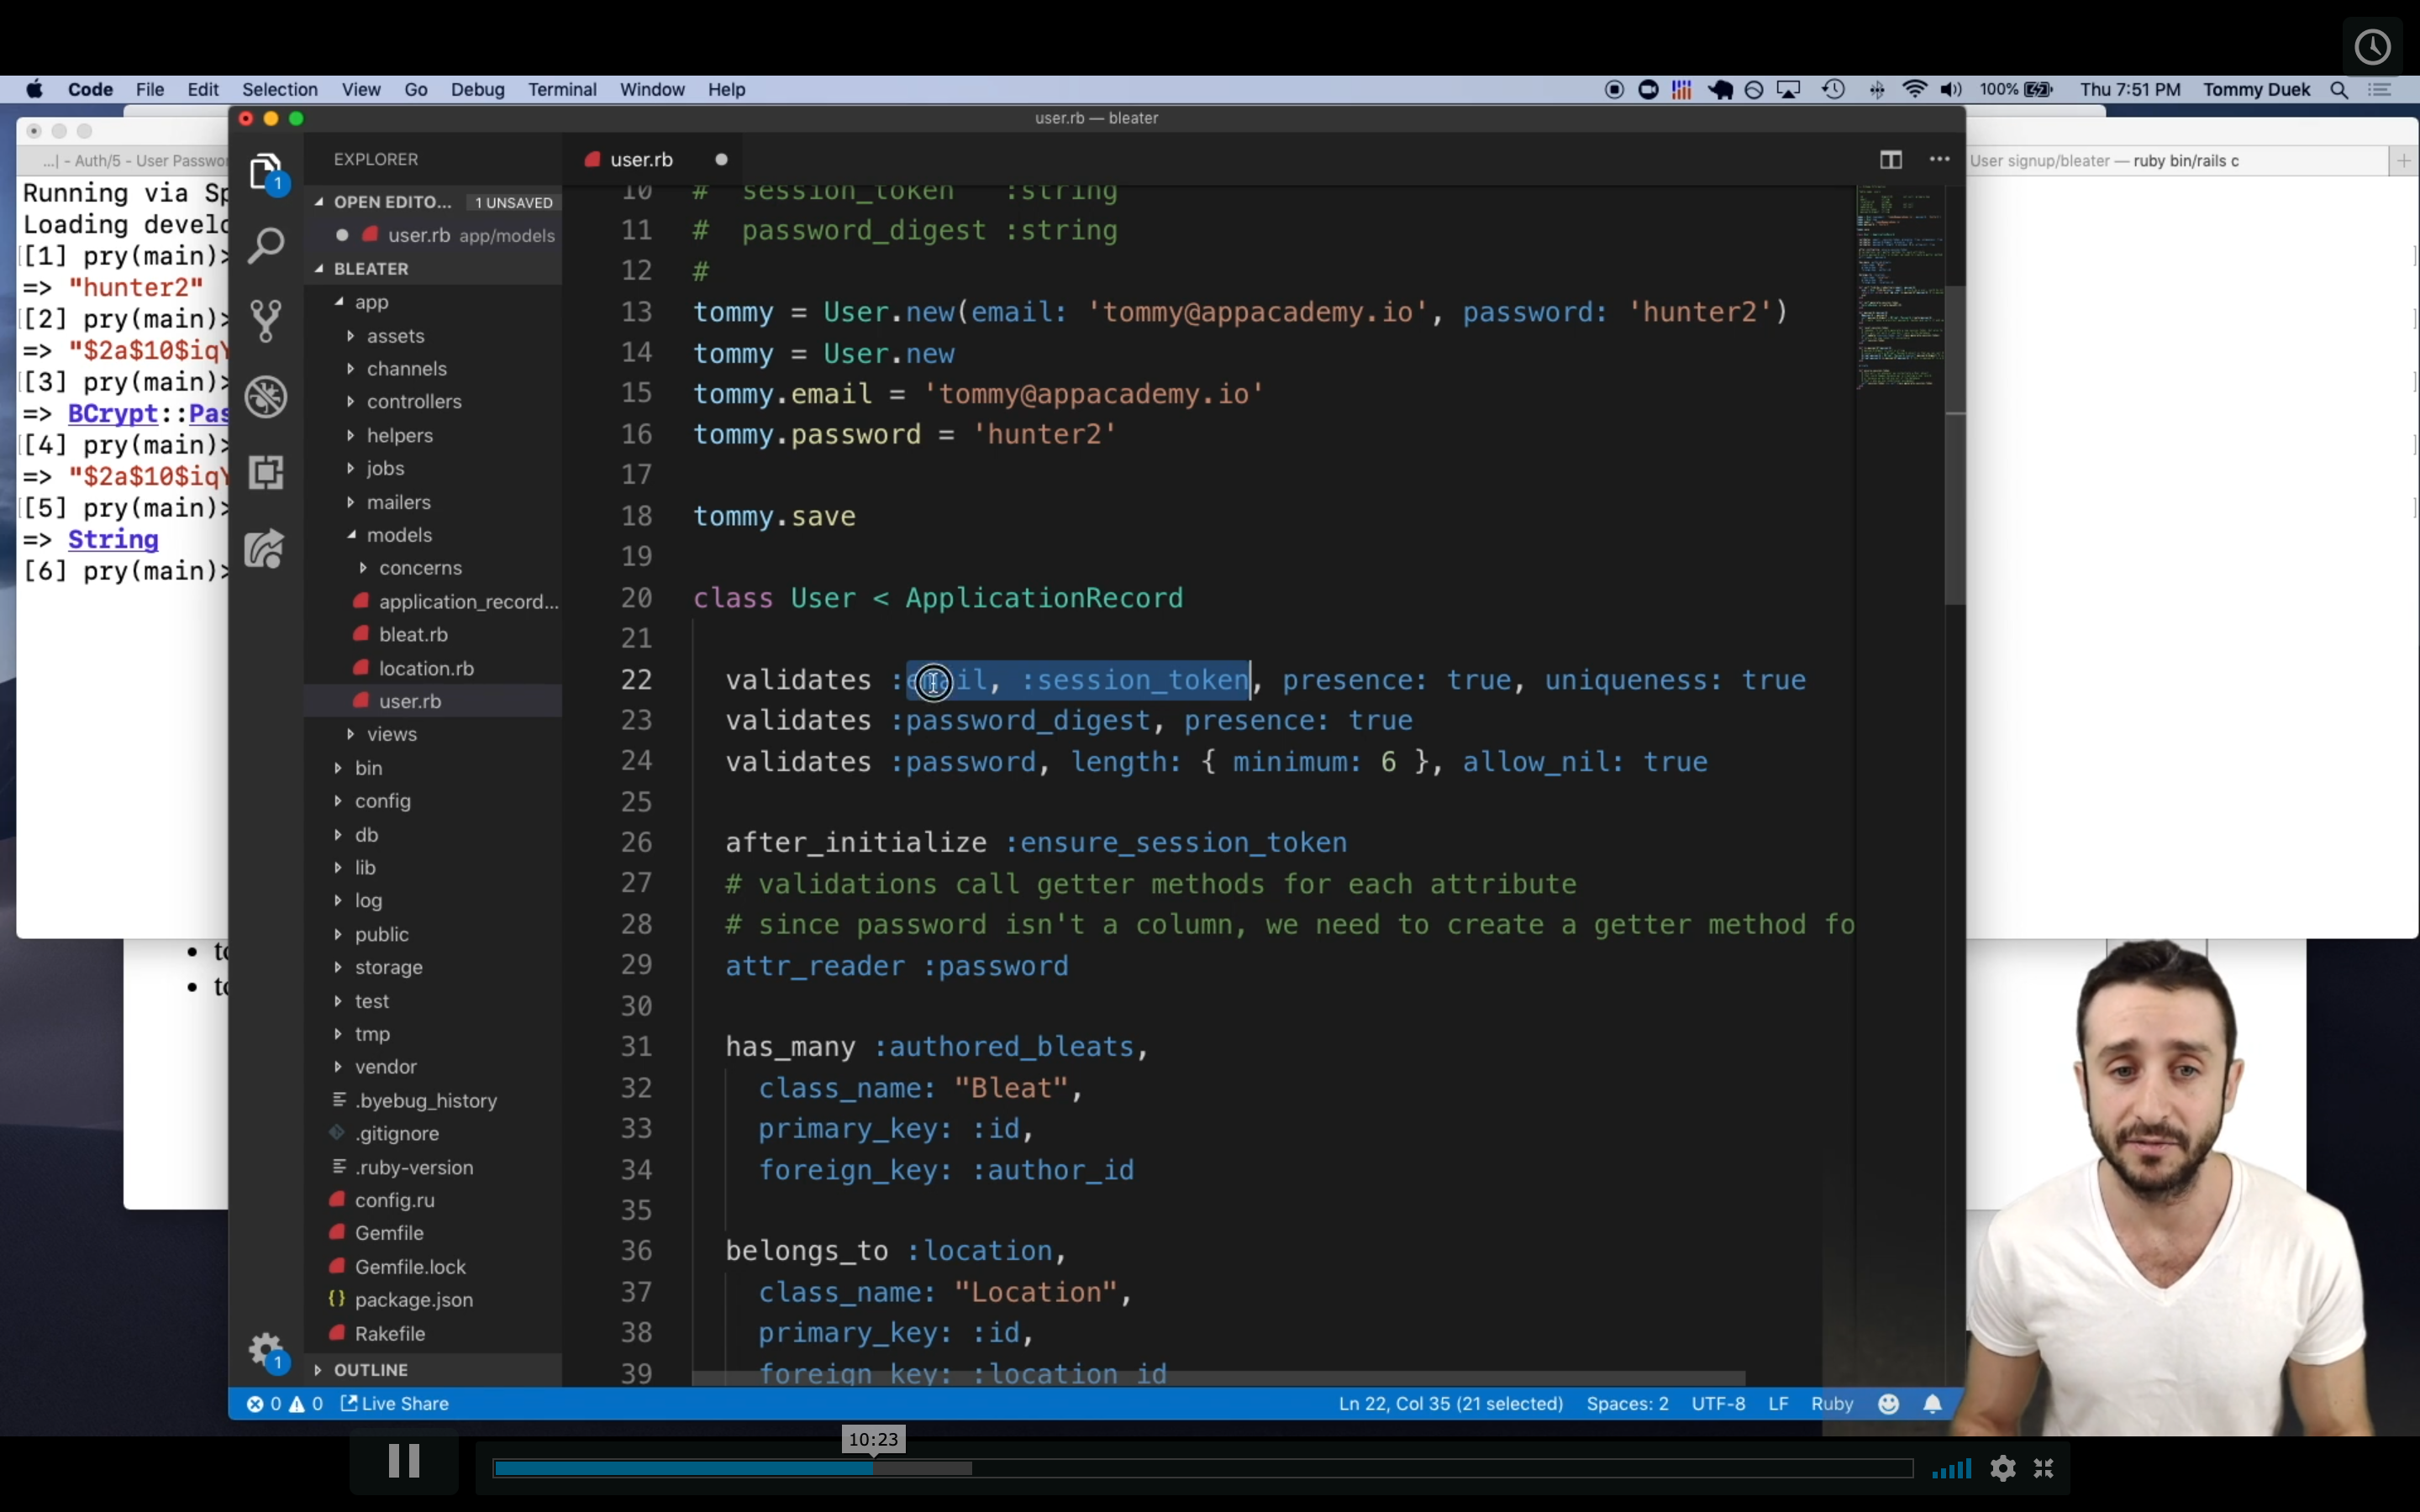 Code File Edit Selection View Go Debug Terminal Window Help
100% Thu 7:51 PM Tommy Duek
...| - Auth/5 - User Passwo
user.rb — bleater
User signup/bleater — ruby bin/rails c
Running via Sp
Loading develo
[1] pry(main)>
=> "hunter2"
[2] pry(main)>
=> "$2a$10$iqY
[3] pry(main)>
=> BCrypt::Pas
[4] pry(main)>
=> "$2a$10$iqY
[5] pry(main)>
=> String
[6] pry(main)>
EXPLORER
OPEN EDITO... 1 UNSAVED
user.rb app/models
BLEATER
app
assets
channels
controllers
helpers
jobs
mailers
models
concerns
application_record...
bleat.rb
location.rb
user.rb
views
bin
config
db
lib
log
public
storage
test
tmp
vendor
.byebug_history
.gitignore
.ruby-version
config.ru
Gemfile
Gemfile.lock
package.json
Rakefile
OUTLINE
1
1
user.rb
10 # session_token :string
11 # password_digest :string
12 #
13 tommy = User.new(email: 'tommy@appacademy.io', password: 'hunter2')
14 tommy = User.new
15 tommy.email = 'tommy@appacademy.io'
16 tommy.password = 'hunter2'
17
18 tommy.save
19
20 class User < ApplicationRecord
21
22 validates :email, :session_token, presence: true, uniqueness: true
23 validates :password_digest, presence: true
24 validates :password, length: { minimum: 6 }, allow_nil: true
25
26 after_initialize :ensure_session_token
27 # validations call getter methods for each attribute
28 # since password isn't a column, we need to create a getter method fo
29 attr_reader :password
30
31 has_many :authored_bleats,
32 class_name: "Bleat",
33 primary_key: :id,
34 foreign_key: :author_id
35
36 belongs_to :location,
37 class_name: "Location",
38 primary_key: :id,
39 foreign_key: :location_id
0 0 Live Share
Ln 22, Col 35 (21 selected) Spaces: 2 UTF-8 LF Ruby
10:23